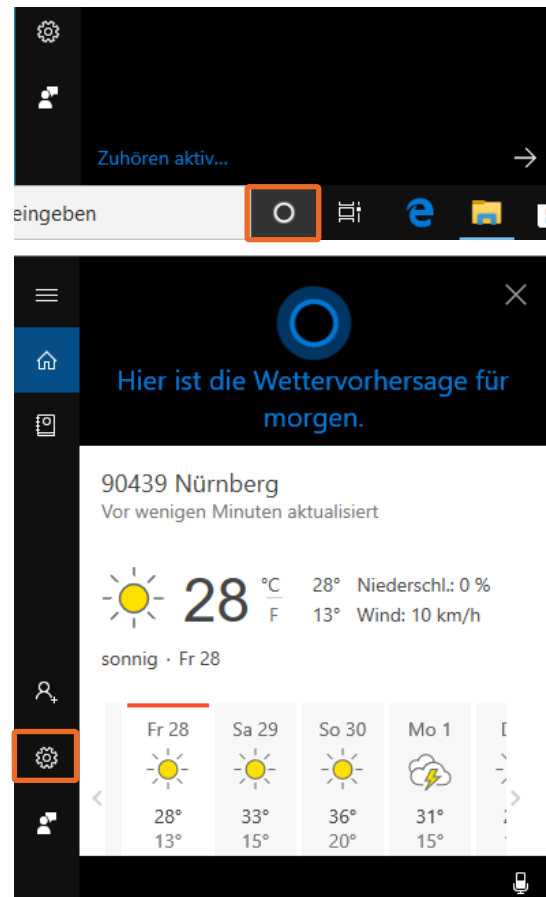 Zuhören aktiv...
eingeben
Hier ist die Wettervorhersage für
morgen.
90439 Nürnberg
Vor wenigen Minuten aktualisiert
28 °C F 28° Niederschl.: 0 %
13° Wind: 10 km/h
sonnig · Fr 28
Fr 28 Sa 29 So 30 Mo 1
28° 33° 36° 31°
13° 15° 20° 15°